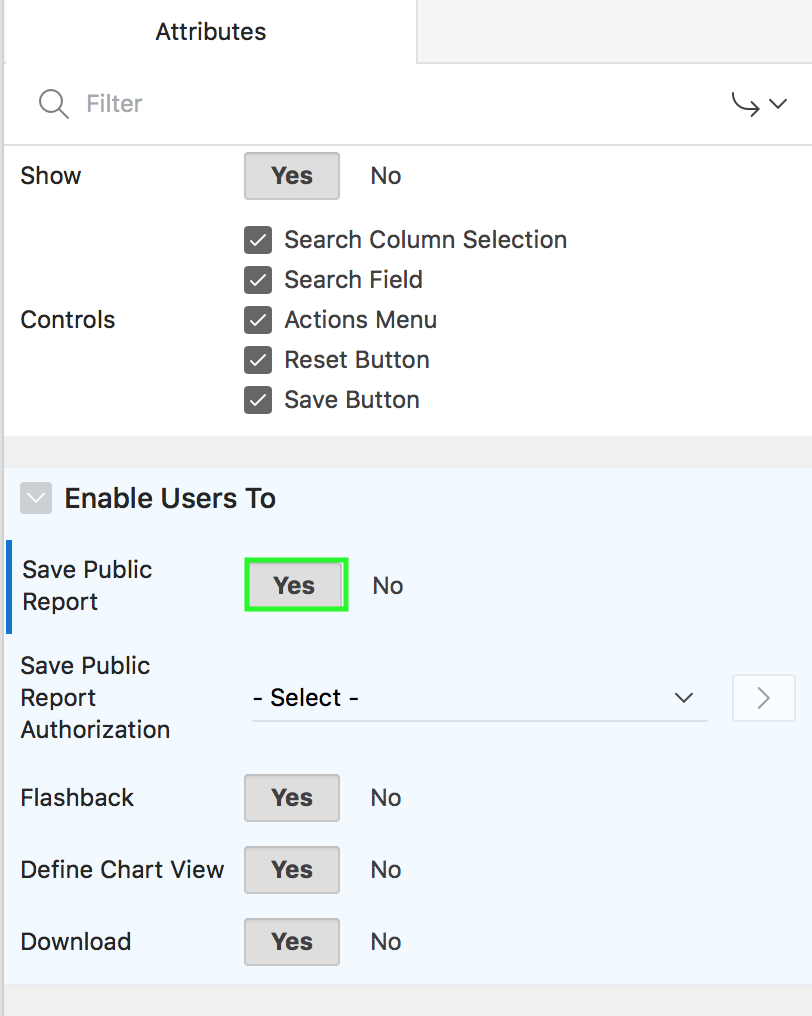 Attributes
Filter
Show Yes No
Search Column Selection
Search Field
Controls Actions Menu
Reset Button
Save Button
Enable Users To
Save Public
Report
Yes No
Save Public
Report
Authorization
- Select -
Flashback Yes No
Define Chart View Yes No
Download Yes No